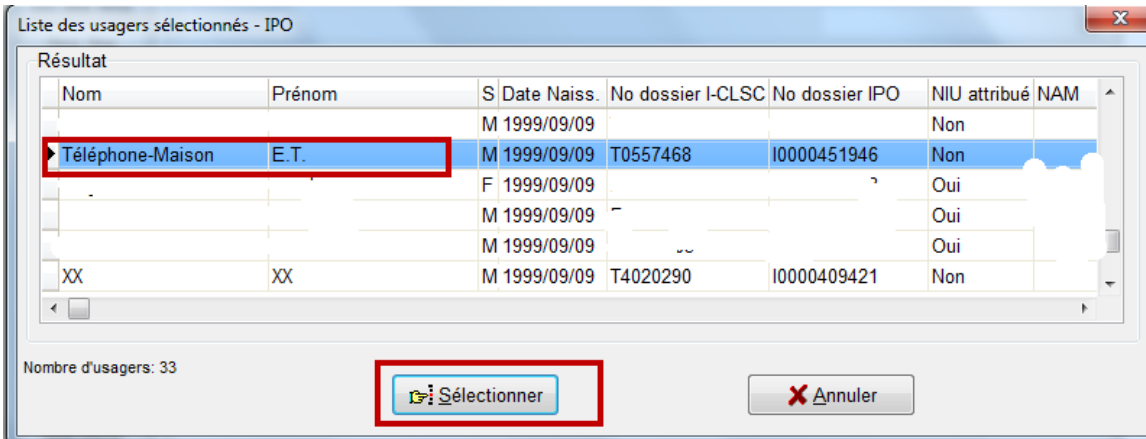 Liste des usagers sélectionnés - IPO
Résultat
Nom Prénom S Date Naiss. No dossier I-CLSC No dossier IPO NIU attribué NAM
M 1999/09/09 Non
Téléphone-Maison E.T. M 1999/09/09 T0557468 I0000451946 Non
F 1999/09/09 Oui
M 1999/09/09 Oui
M 1999/09/09 Oui
XX XX M 1999/09/09 T4020290 I0000409421 Non
Nombre d'usagers: 33
Sélectionner Annuler